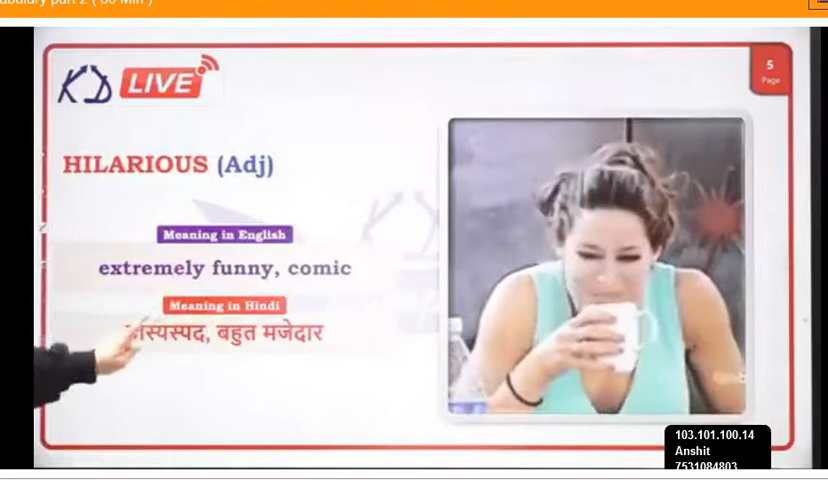 KD LIVE
5
Page
HILARIOUS (Adj)
Meaning in English
extremely funny, comic
Meaning in Hindi
बहुत मजेदार
103.101.100.14
Anshit
7531084803